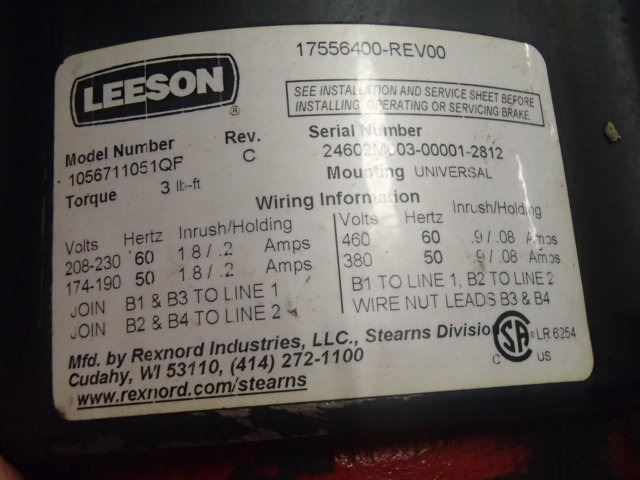 17556400-REV00
LEESON
®
SEE INSTALLATION AND SERVICE SHEET BEFORE
INSTALLING, OPERATING OR SERVICING BRAKE.
Model Number Rev. Serial Number
1056711051QF C 24602M003-00001-2812
Torque 3 lb-ft Mounting UNIVERSAL
Wiring Information
Volts Hertz Inrush/Holding
208-230 60 1.8 / .2 Amps
174-190 50 1.8 / .2 Amps
JOIN B1 & B3 TO LINE 1
JOIN B2 & B4 TO LINE 2
Volts Hertz Inrush/Holding
460 60 .9 / .08 Amps
380 50 .9 / .08 Amps
B1 TO LINE 1, B2 TO LINE 2
WIRE NUT LEADS B3 & B4
Mfd. by Rexnord Industries, LLC., Stearns Division
Cudahy, WI 53110, (414) 272-1100
www.rexnord.com/stearns
SA LR 6254
C US